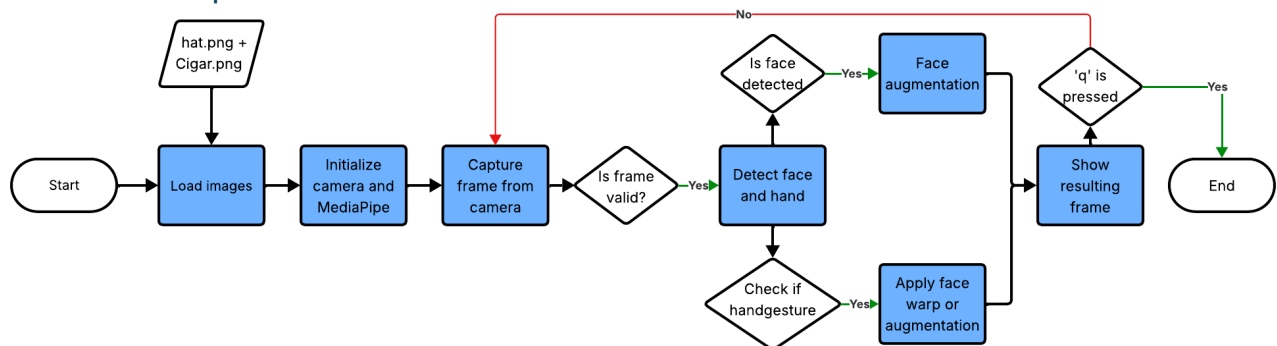 No
hat.png +
Cigar.png
Is face
detected
Yes
Face
augmentation
'q' is
pressed
Yes
Start
Load images
Initialize
camera and
MediaPipe
Capture
frame from
camera
Is frame
valid?
Yes
Detect face
and hand
Show
resulting
frame
End
Check if
handgesture
Yes
Apply face
warp or
augmentation